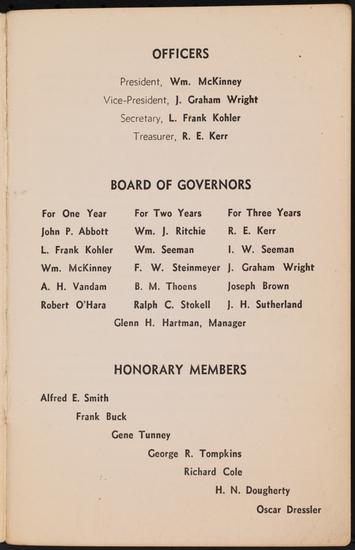 OFFICERS
President, Wm. McKinney
Vice-President, J. Graham Wright
Secretary, L. Frank Kohler
Treasurer, R. E. Kerr
BOARD OF GOVERNORS
For One Year For Two Years For Three Years
John P. Abbott Wm. J. Ritchie R. E. Kerr
L. Frank Kohler Wm. Seeman I. W. Seeman
Wm. McKinney F. W. Steinmeyer J. Graham Wright
A. H. Vandam B. M. Thoens Joseph Brown
Robert O'Hara Ralph C. Stokell J. H. Sutherland
Glenn H. Hartman, Manager
HONORARY MEMBERS
Alfred E. Smith
Frank Buck
Gene Tunney
George R. Tompkins
Richard Cole
H. N. Dougherty
Oscar Dressler